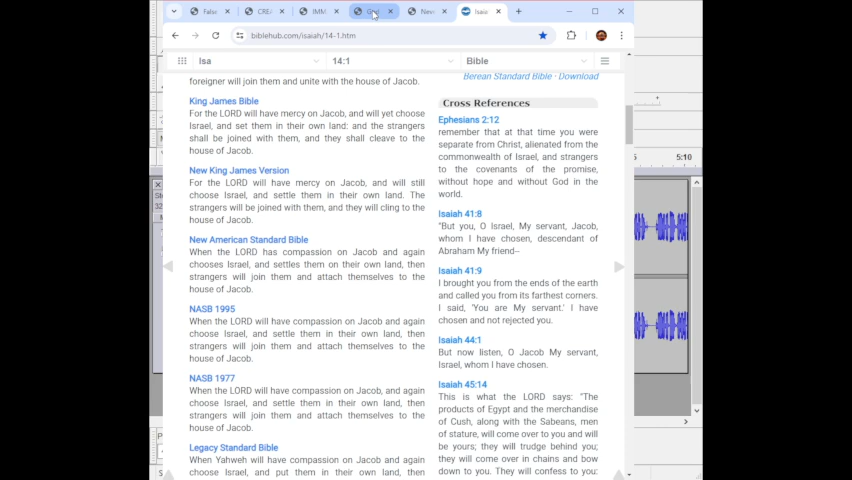 False
CREA
IMM
God
New
Isaia
biblehub.com/isaiah/14-1.htm
Isa
14:1
Bible
foreigner will join them and unite with the house of Jacob.
King James Bible
For the LORD will have mercy on Jacob, and will yet choose
Israel, and set them in their own land: and the strangers
shall be joined with them, and they shall cleave to the
house of Jacob.
New King James Version
For the LORD will have mercy on Jacob, and will still
choose Israel, and settle them in their own land. The
strangers will be joined with them, and they will cling to the
house of Jacob.
New American Standard Bible
When the LORD has compassion on Jacob and again
chooses Israel, and settles them on their own land, then
strangers will join them and attach themselves to the
house of Jacob.
NASB 1995
When the LORD will have compassion on Jacob and again
choose Israel, and settle them in their own land, then
strangers will join them and attach themselves to the
house of Jacob.
NASB 1977
When the LORD will have compassion on Jacob, and again
choose Israel, and settle them in their own land, then
strangers will join them and attach themselves to the
house of Jacob.
Legacy Standard Bible
When Yahweh will have compassion on Jacob and again
choose Israel, and put them in their own land, then
Berean Standard Bible · Download
Cross References
Ephesians 2:12
remember that at that time you were
separate from Christ, alienated from the
commonwealth of Israel, and strangers
to the covenants of the promise,
without hope and without God in the
world.
Isaiah 41:8
"But you, O Israel, My servant, Jacob,
whom I have chosen, descendant of
Abraham My friend--
Isaiah 41:9
I brought you from the ends of the earth
and called you from its farthest corners.
I said, 'You are My servant.' I have
chosen and not rejected you.
Isaiah 44:1
But now listen, O Jacob My servant,
Israel, whom I have chosen.
Isaiah 45:14
This is what the LORD says: "The
products of Egypt and the merchandise
of Cush, along with the Sabeans, men
of stature, will come over to you and will
be yours; they will trudge behind you;
they will come over in chains and bow
down to you. They will confess to you:
5:10